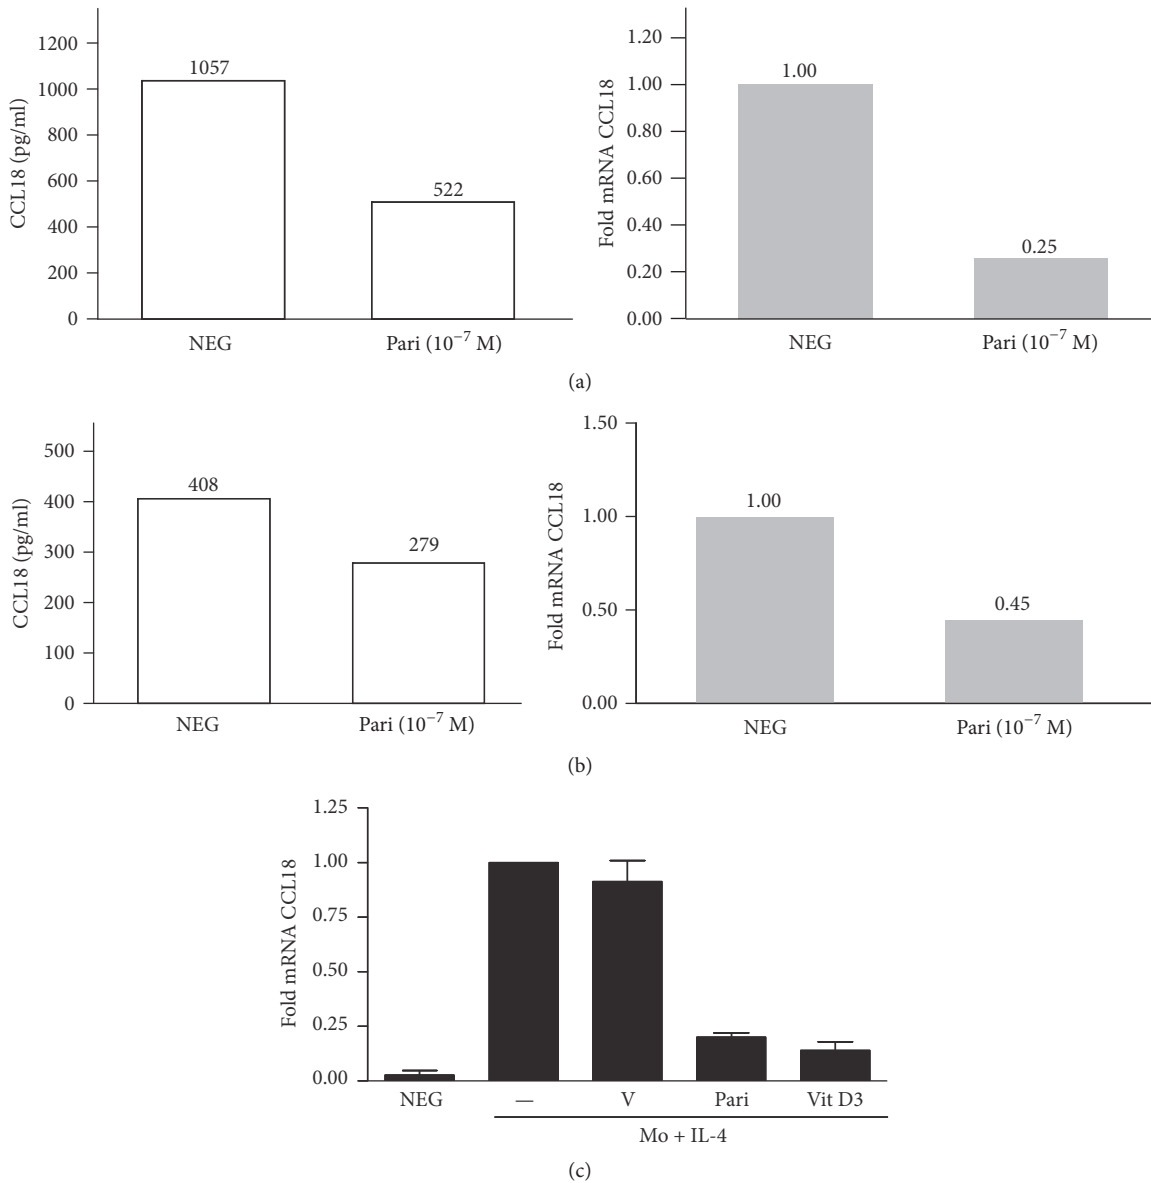 CCL18 (pg/ml)
1200
1000
800
600
400
200
0
1057
522
NEG
Pari (10⁻⁷ M)
Fold mRNA CCL18
1.20
1.00
0.80
0.60
0.40
0.20
0.00
1.00
0.25
NEG
Pari (10⁻⁷ M)
(a)
CCL18 (pg/ml)
500
400
300
200
100
0
408
279
NEG
Pari (10⁻⁷ M)
Fold mRNA CCL18
1.50
1.00
0.50
0.00
1.00
0.45
NEG
Pari (10⁻⁷ M)
(b)
Fold mRNA CCL18
1.25
1.00
0.75
0.50
0.25
0.00
NEG — V Pari Vit D3
Mo + IL-4
(c)